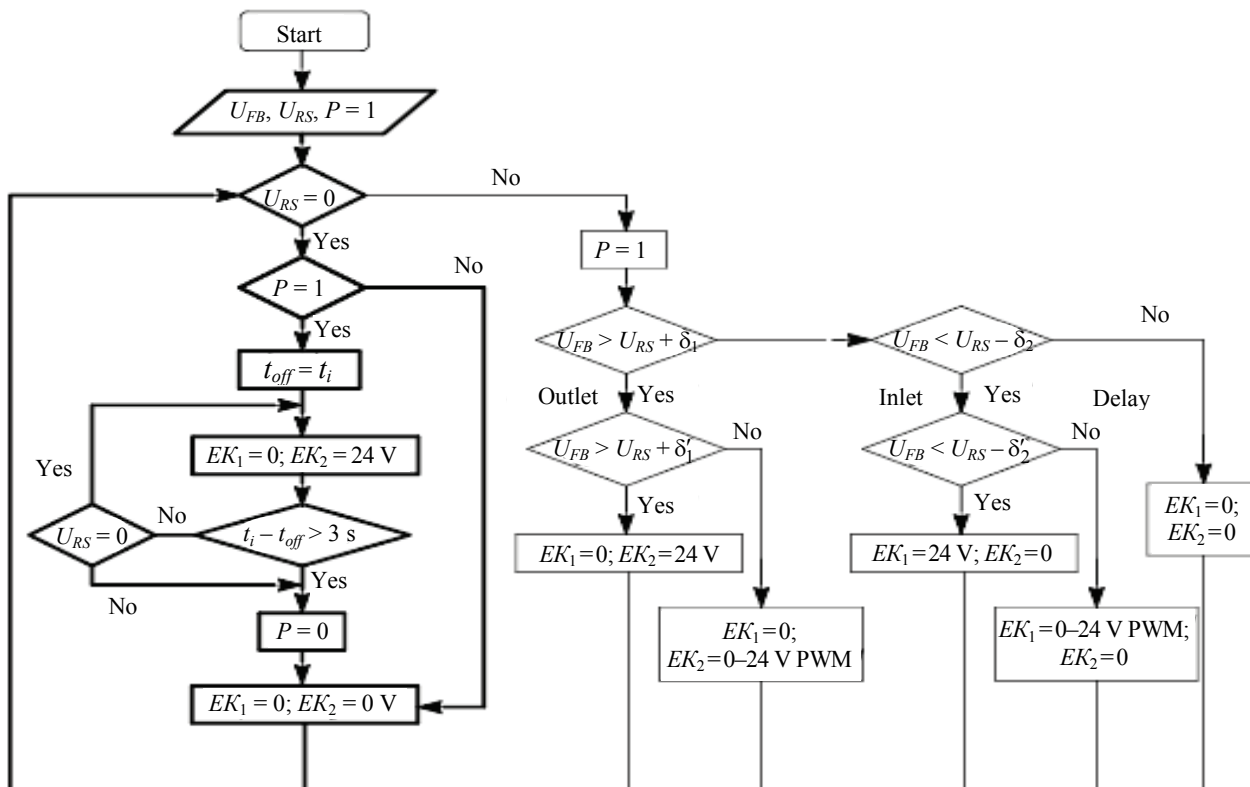 Start
U_FB, U_RS, P = 1
U_RS = 0
No
Yes
P = 1
No
P = 1
Yes
t_off = t_i
U_FB > U_RS + δ_1
U_FB < U_RS – δ_2
No
Outlet
Yes
Inlet
Yes
Delay
EK_1 = 0; EK_2 = 24 V
U_FB > U_RS + δ′_1
No
U_FB < U_RS – δ′_2
No
Yes
U_RS = 0
No
t_i – t_off > 3 s
Yes
Yes
EK_1 = 0;
EK_2 = 0
EK_1 = 0; EK_2 = 24 V
EK_1 = 24 V; EK_2 = 0
Yes
No
P = 0
EK_1 = 0;
EK_2 = 0–24 V PWM
EK_1 = 0–24 V PWM;
EK_2 = 0
EK_1 = 0; EK_2 = 0 V